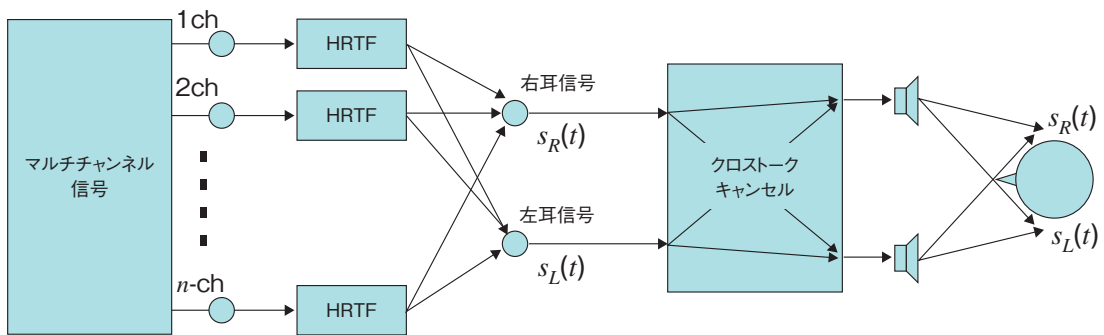 マルチチャンネル
信号
1ch
2ch
n-ch
HRTF
HRTF
HRTF
右耳信号
s_R(t)
左耳信号
s_L(t)
クロストーク
キャンセル
s_R(t)
s_L(t)